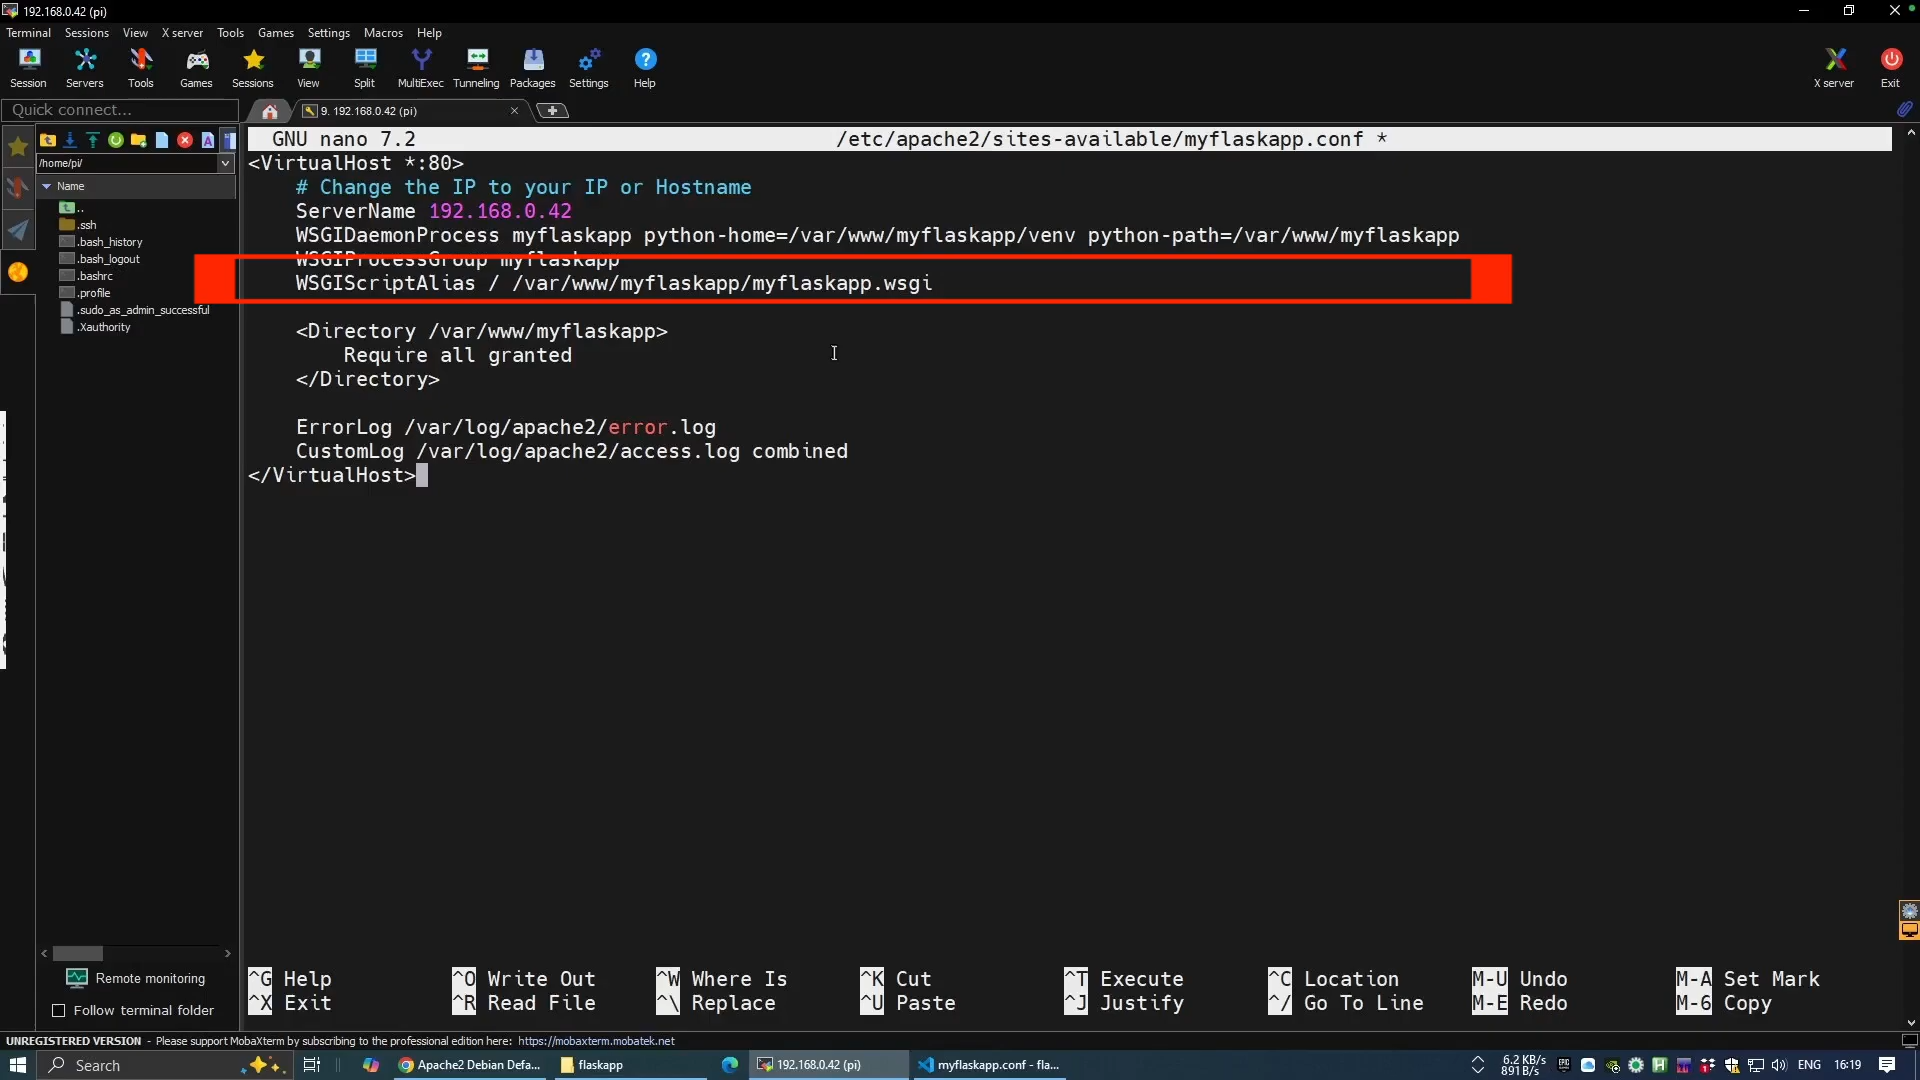 192.168.0.42 (pi)
Terminal Sessions View X server Tools Games Settings Macros Help
Session Servers Tools Games Sessions View Split MultiExec Tunneling Packages Settings Help X server Exit
Quick connect...
9. 192.168.0.42 (pi)
/home/pi/
Name
..
.ssh
.bash_history
.bash_logout
.bashrc
.profile
.sudo_as_admin_successful
.Xauthority
GNU nano 7.2 /etc/apache2/sites-available/myflaskapp.conf *
<VirtualHost *:80>
# Change the IP to your IP or Hostname
ServerName 192.168.0.42
WSGIDaemonProcess myflaskapp python-home=/var/www/myflaskapp/venv python-path=/var/www/myflaskapp
WSGIProcessGroup myflaskapp
WSGIScriptAlias / /var/www/myflaskapp/myflaskapp.wsgi
<Directory /var/www/myflaskapp>
Require all granted
</Directory>
ErrorLog /var/log/apache2/error.log
CustomLog /var/log/apache2/access.log combined
</VirtualHost>
^G Help ^O Write Out ^W Where Is ^K Cut ^T Execute ^C Location M-U Undo M-A Set Mark
^X Exit ^R Read File ^\ Replace ^U Paste ^J Justify ^/ Go To Line M-E Redo M-6 Copy
Remote monitoring
Follow terminal folder
UNREGISTERED VERSION - Please support MobaXterm by subscribing to the professional edition here: https://mobaxterm.mobatek.net
Search
Apache2 Debian Defa...
flaskapp
192.168.0.42 (pi)
myflaskapp.conf - fla...
6.2 KB/s
891 B/s
ENG
16:19